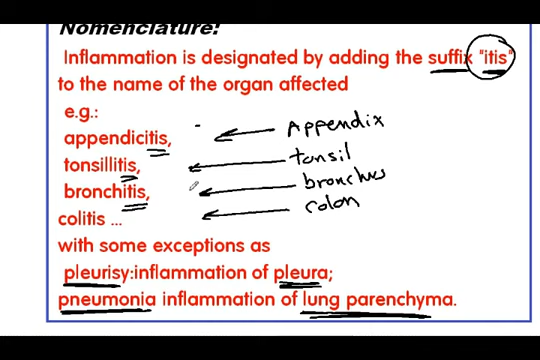 Nomenclature:
Inflammation is designated by adding the suffix "itis"
to the name of the organ affected
e.g.:
appendicitis, Appendix
tonsillitis, tonsil
bronchitis, bronchus
colitis ... colon
with some exceptions as
pleurisy:inflammation of pleura;
pneumonia inflammation of lung parenchyma.